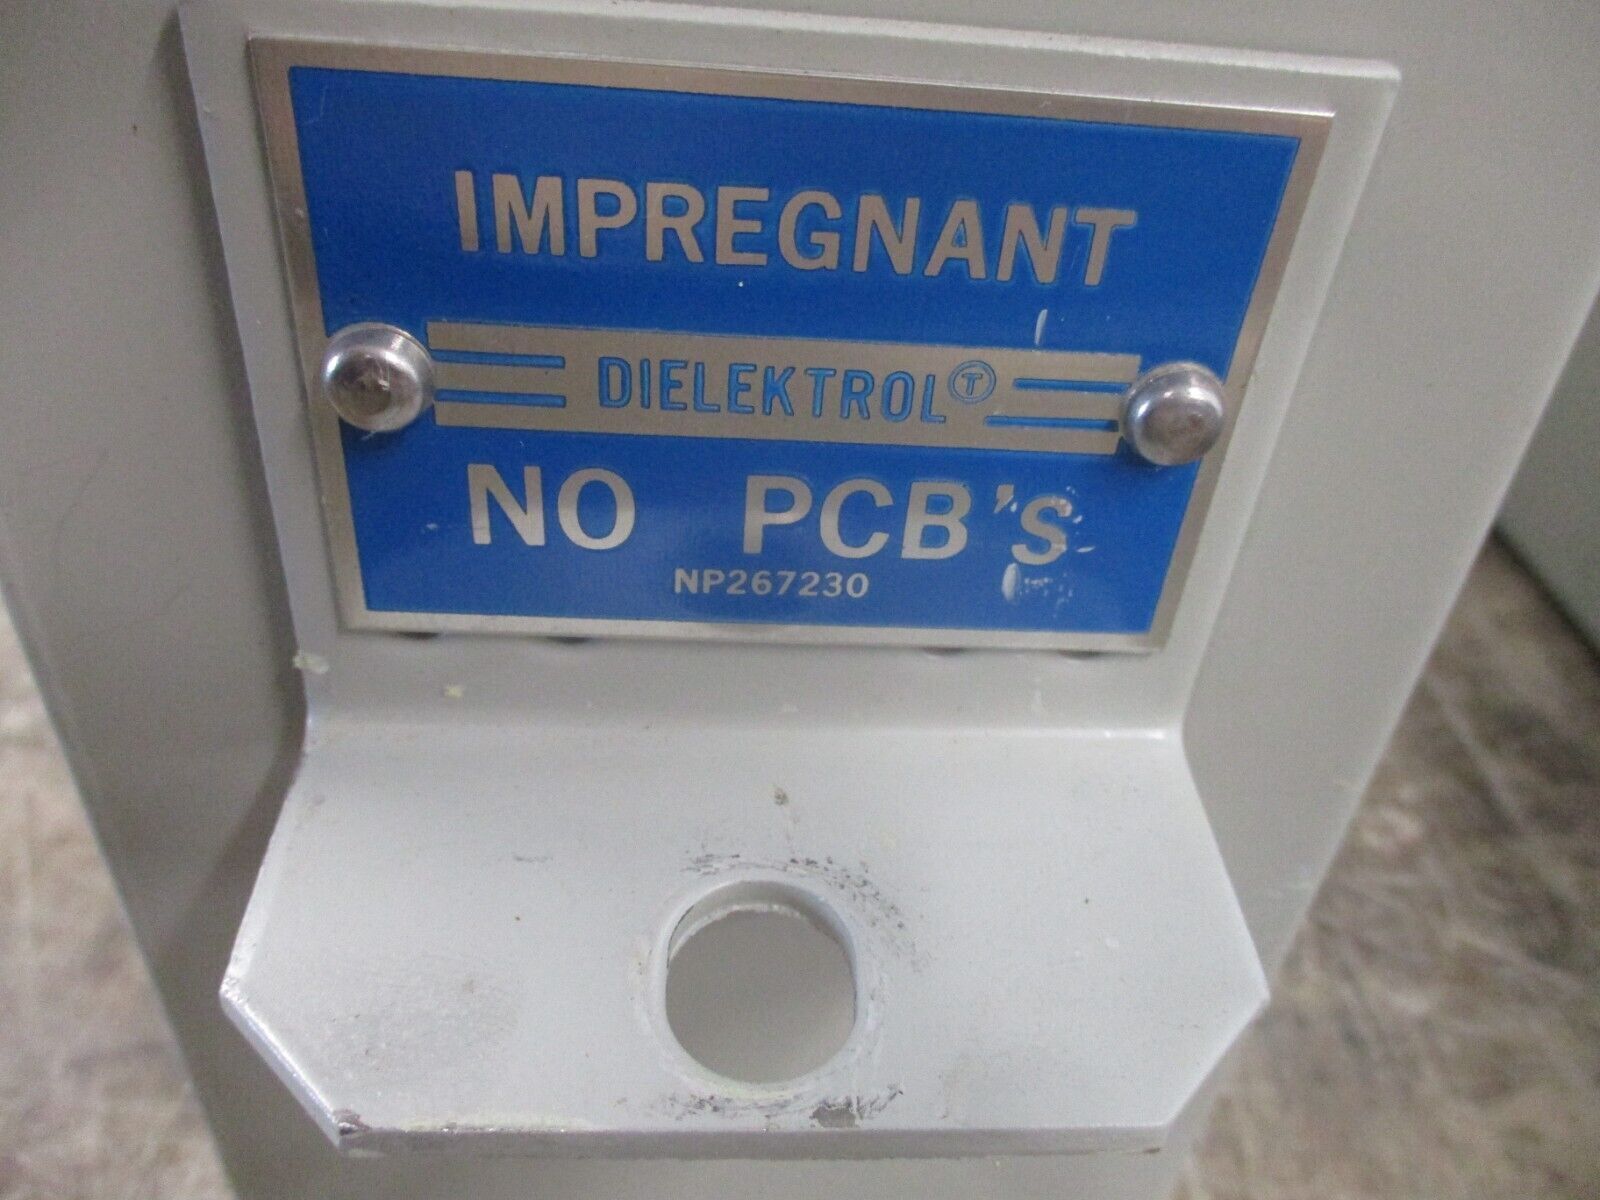 IMPREGNANT
DIELEKTROL Ⓣ
NO PCB'S
NP267230